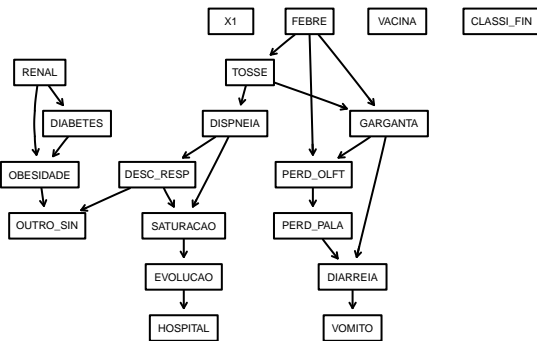 X1
FEBRE
VACINA
CLASSI_FIN
RENAL
TOSSE
DIABETES
DISPNEIA
GARGANTA
OBESIDADE
DESC_RESP
PERD_OLFT
OUTRO_SIN
SATURACAO
PERD_PALA
EVOLUCAO
DIARREIA
HOSPITAL
VOMITO